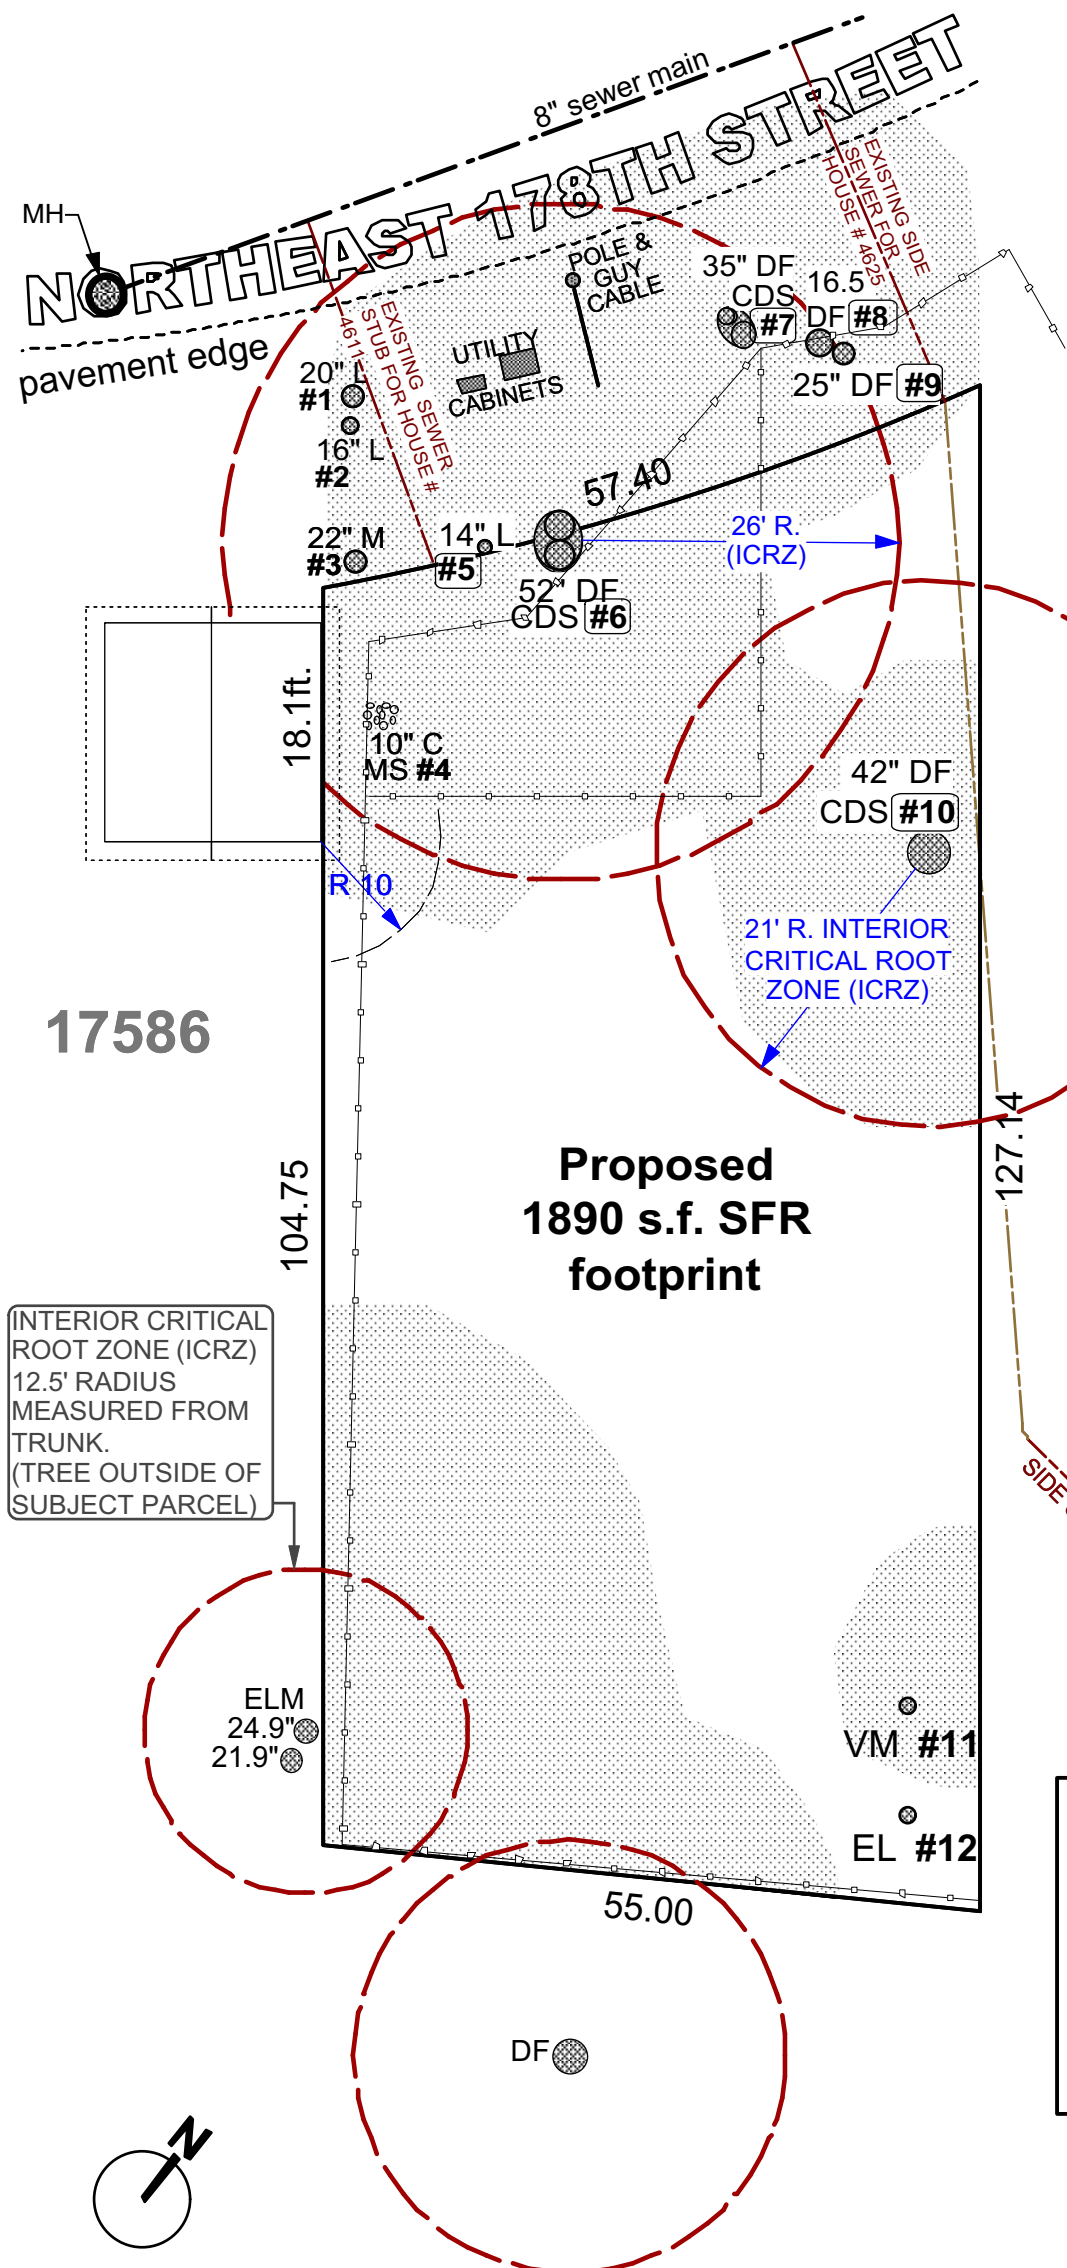 8" sewer main
NORTHEAST 178TH STREET
MH
pavement edge
EXISTING SIDE
SEWER FOR
HOUSE # 4625
POLE &
GUY
CABLE
35" DF
CDS #7
16.5
DF #8
25" DF #9
UTILITY
CABINETS
EXISTING SEWER
STUB FOR HOUSE #
4611
20" L
#1
16" L
#2
22" M
#3
14" L
#5
57.40
52" DF
CDS #6
26' R.
(ICRZ)
18.1ft.
10" C
MS #4
42" DF
CDS #10
R 10
21' R. INTERIOR
CRITICAL ROOT
ZONE (ICRZ)
17586
104.75
127.14
Proposed
1890 s.f. SFR
footprint
INTERIOR CRITICAL
ROOT ZONE (ICRZ)
12.5' RADIUS
MEASURED FROM
TRUNK.
(TREE OUTSIDE OF
SUBJECT PARCEL)
SIDE
ELM
24.9"
21.9"
VM #11
EL #12
55.00
DF
N